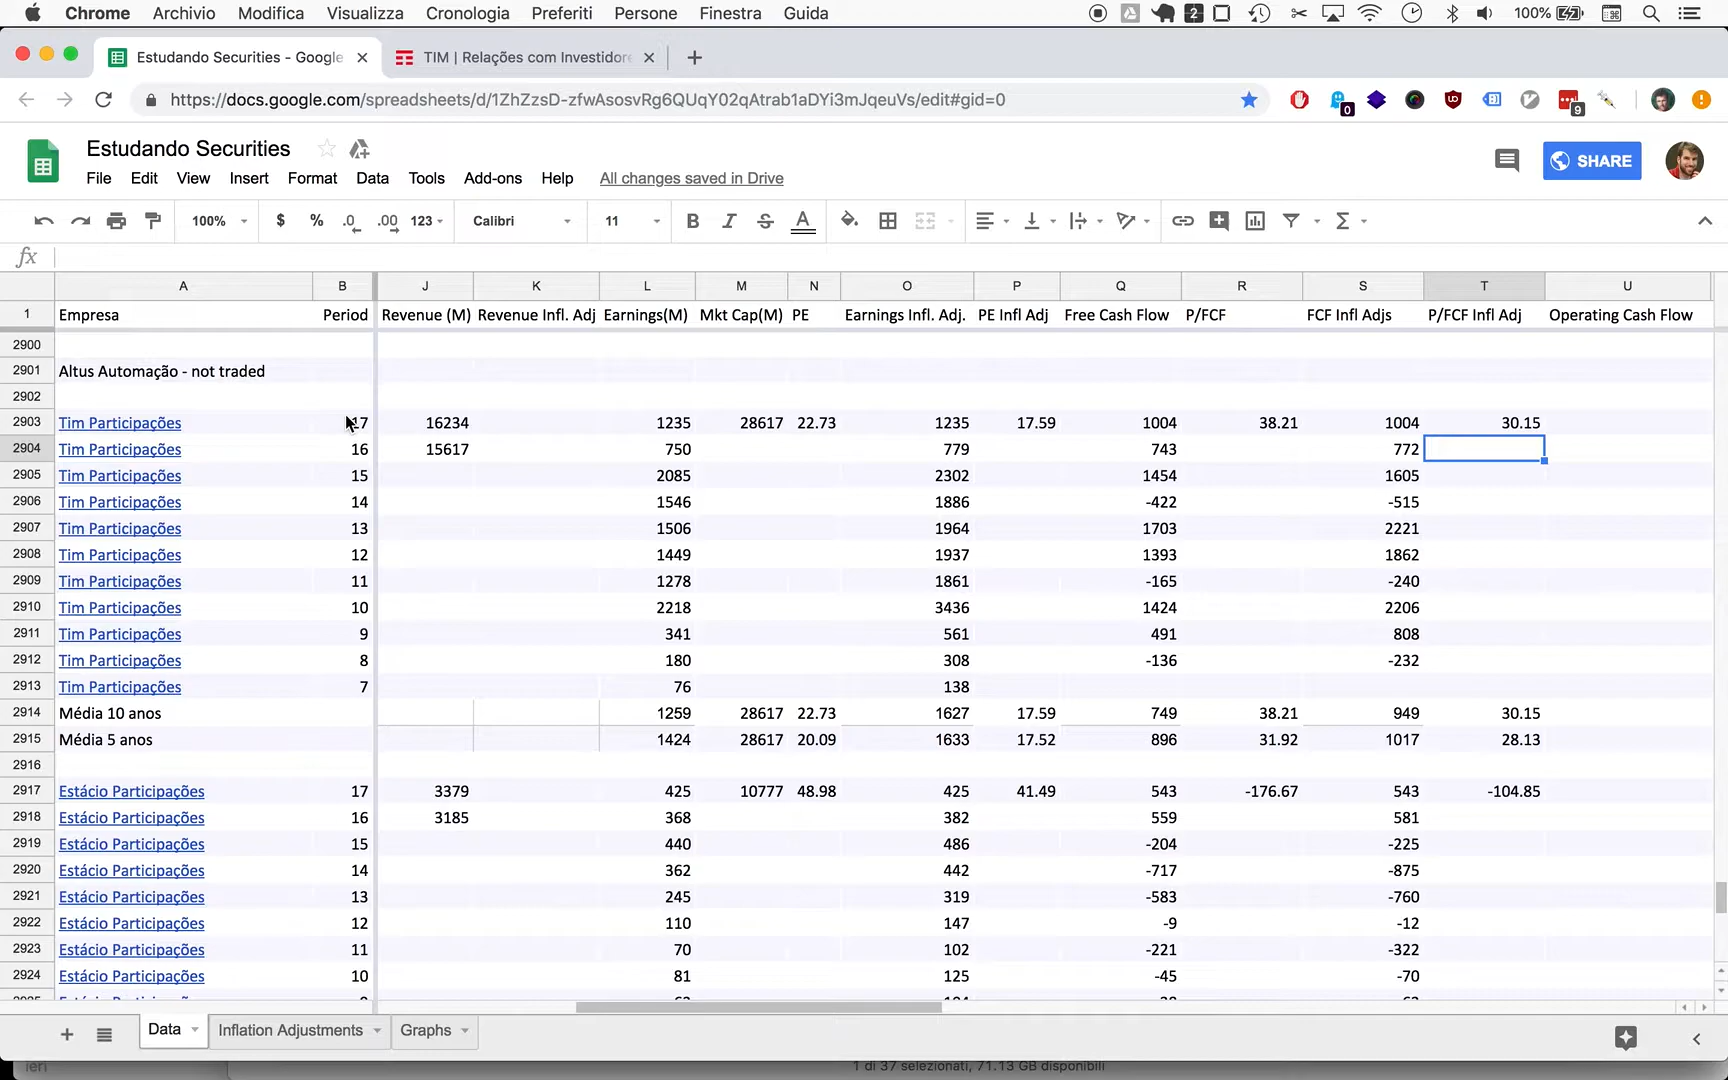 Chrome Archivio Modifica Visualizza Cronologia Preferiti Persone Finestra Guida 2 100%
Estudando Securities - Google TIM | Relações com Investidore
https://docs.google.com/spreadsheets/d/1ZhZzsD-zfwAsosvRg6QUqY02qAtrab1aDYi3mJqeuVs/edit#gid=0 0 9
Estudando Securities
SHARE
File Edit View Insert Format Data Tools Add-ons Help All changes saved in Drive
100% $ % .0 .00 123 Calibri 11 B I S A Σ
fx
A B J K L M N O P Q R S T U
1 Empresa Period Revenue (M) Revenue Infl. Adj Earnings(M) Mkt Cap(M) PE Earnings Infl. Adj. PE Infl Adj Free Cash Flow P/FCF FCF Infl Adjs P/FCF Infl Adj Operating Cash Flow
2900
2901 Altus Automação - not traded
2902
2903 Tim Participações 17 16234 1235 28617 22.73 1235 17.59 1004 38.21 1004 30.15
2904 Tim Participações 16 15617 750 779 743 772
2905 Tim Participações 15 2085 2302 1454 1605
2906 Tim Participações 14 1546 1886 -422 -515
2907 Tim Participações 13 1506 1964 1703 2221
2908 Tim Participações 12 1449 1937 1393 1862
2909 Tim Participações 11 1278 1861 -165 -240
2910 Tim Participações 10 2218 3436 1424 2206
2911 Tim Participações 9 341 561 491 808
2912 Tim Participações 8 180 308 -136 -232
2913 Tim Participações 7 76 138
2914 Média 10 anos 1259 28617 22.73 1627 17.59 749 38.21 949 30.15
2915 Média 5 anos 1424 28617 20.09 1633 17.52 896 31.92 1017 28.13
2916
2917 Estácio Participações 17 3379 425 10777 48.98 425 41.49 543 -176.67 543 -104.85
2918 Estácio Participações 16 3185 368 382 559 581
2919 Estácio Participações 15 440 486 -204 -225
2920 Estácio Participações 14 362 442 -717 -875
2921 Estácio Participações 13 245 319 -583 -760
2922 Estácio Participações 12 110 147 -9 -12
2923 Estácio Participações 11 70 102 -221 -322
2924 Estácio Participações 10 81 125 -45 -70
Data Inflation Adjustments Graphs
ieri 1 di 37 selezionati, 71.13 GB disponibili